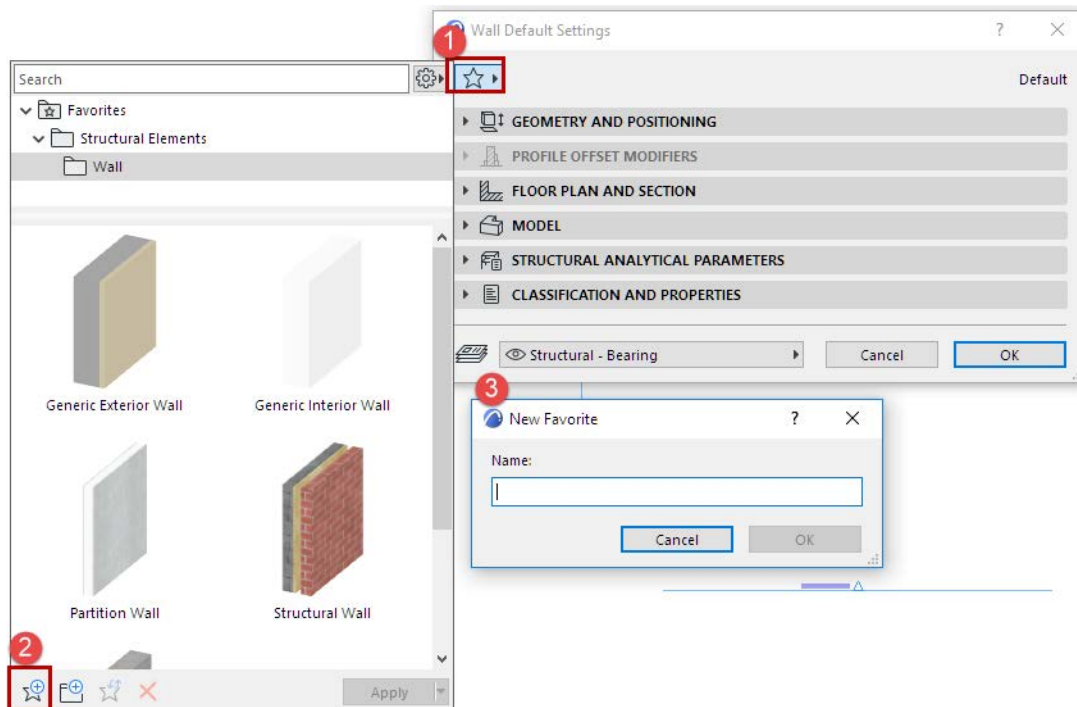 Wall Default Settings
?
1
Search
Default
Favorites
Structural Elements
Wall
GEOMETRY AND POSITIONING
PROFILE OFFSET MODIFIERS
FLOOR PLAN AND SECTION
MODEL
STRUCTURAL ANALYTICAL PARAMETERS
CLASSIFICATION AND PROPERTIES
Structural - Bearing
Cancel
OK
Generic Exterior Wall
Generic Interior Wall
Partition Wall
Structural Wall
3
New Favorite
?
Name:
Cancel
OK
2
Apply